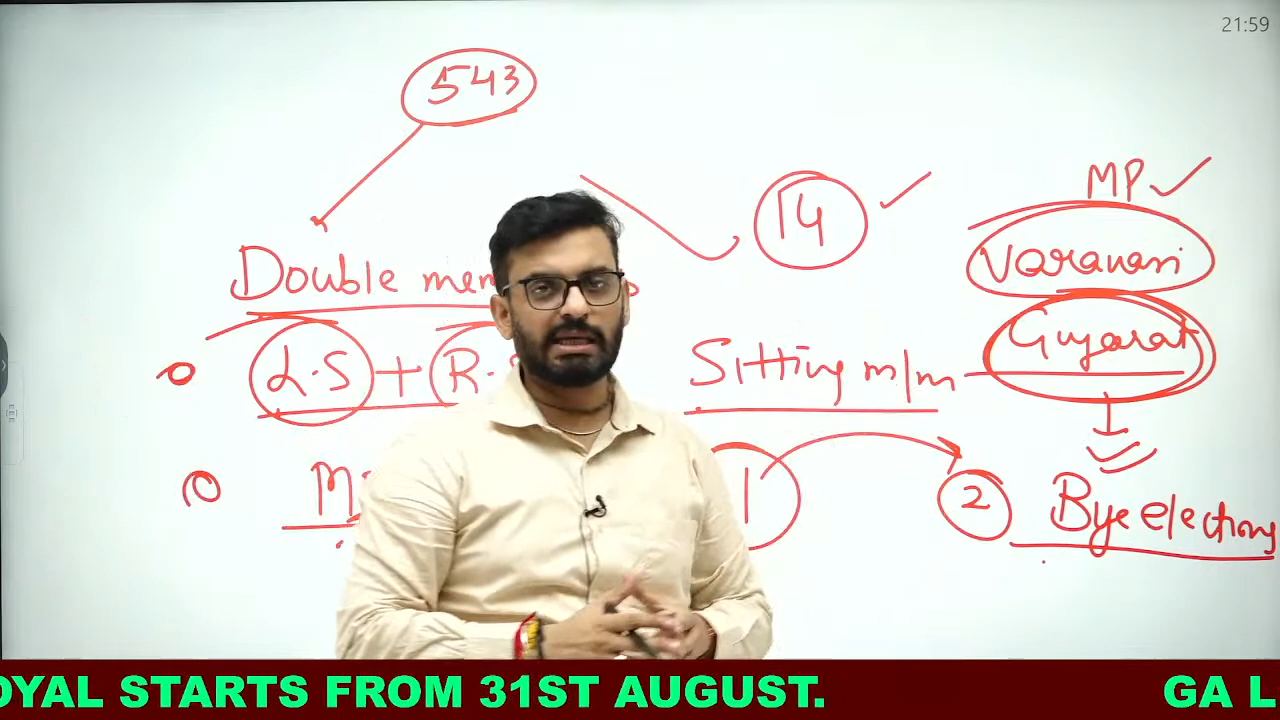 21:59
543
14 ✓
MP ✓
Double mem
Varanasi
Gujarat
L.S + R.
Sitting m/m
1
2
Bye elections
OYAL STARTS FROM 31ST AUGUST.
GA L